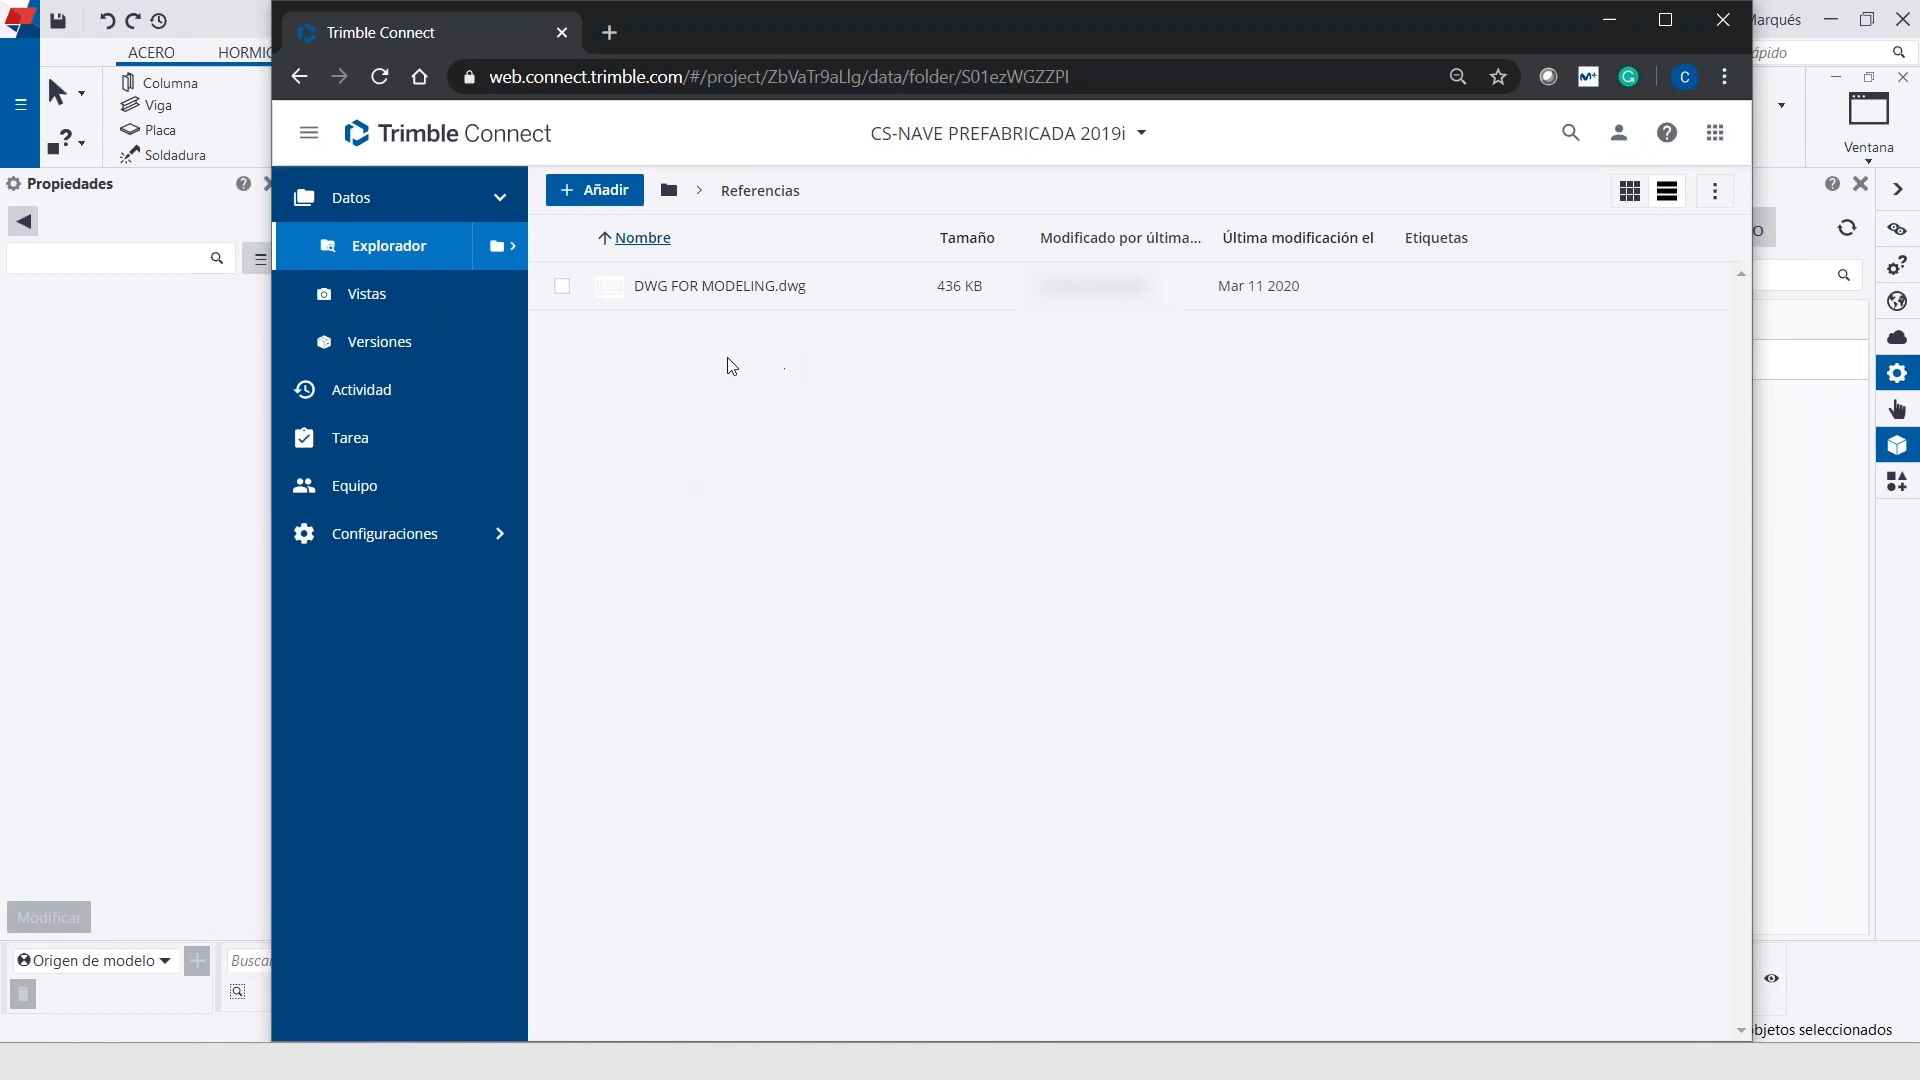 Trimble Connect
Marqués
ACERO
HORMIG
web.connect.trimble.com/#/project/ZbVaTr9aLlg/data/folder/S01ezWGZZPI
C
ápido
Columna
Viga
Placa
Soldadura
Ventana
Trimble Connect
CS-NAVE PREFABRICADA 2019i
Propiedades
Datos
Añadir
Referencias
Explorador
Nombre
Tamaño
Modificado por última...
Última modificación el
Etiquetas
O
Vistas
DWG FOR MODELING.dwg
436 KB
Mar 11 2020
Versiones
Actividad
Tarea
Equipo
Configuraciones
Modificar
Origen de modelo
Buscar
bjetos seleccionados